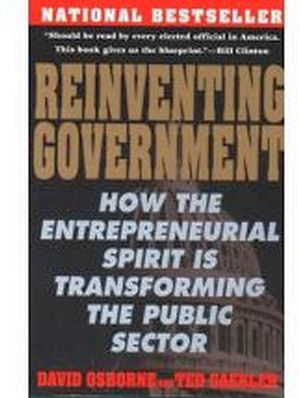 NATIONAL BESTSELLER
"Should be read by every elected official in America.
This book gives us the blueprint."—Bill Clinton
REINVENTING
GOVERNMENT
HOW THE
ENTREPRENEURIAL
SPIRIT IS
TRANSFORMING
THE PUBLIC
SECTOR
DAVID OSBORNE AND TED GAEBLER